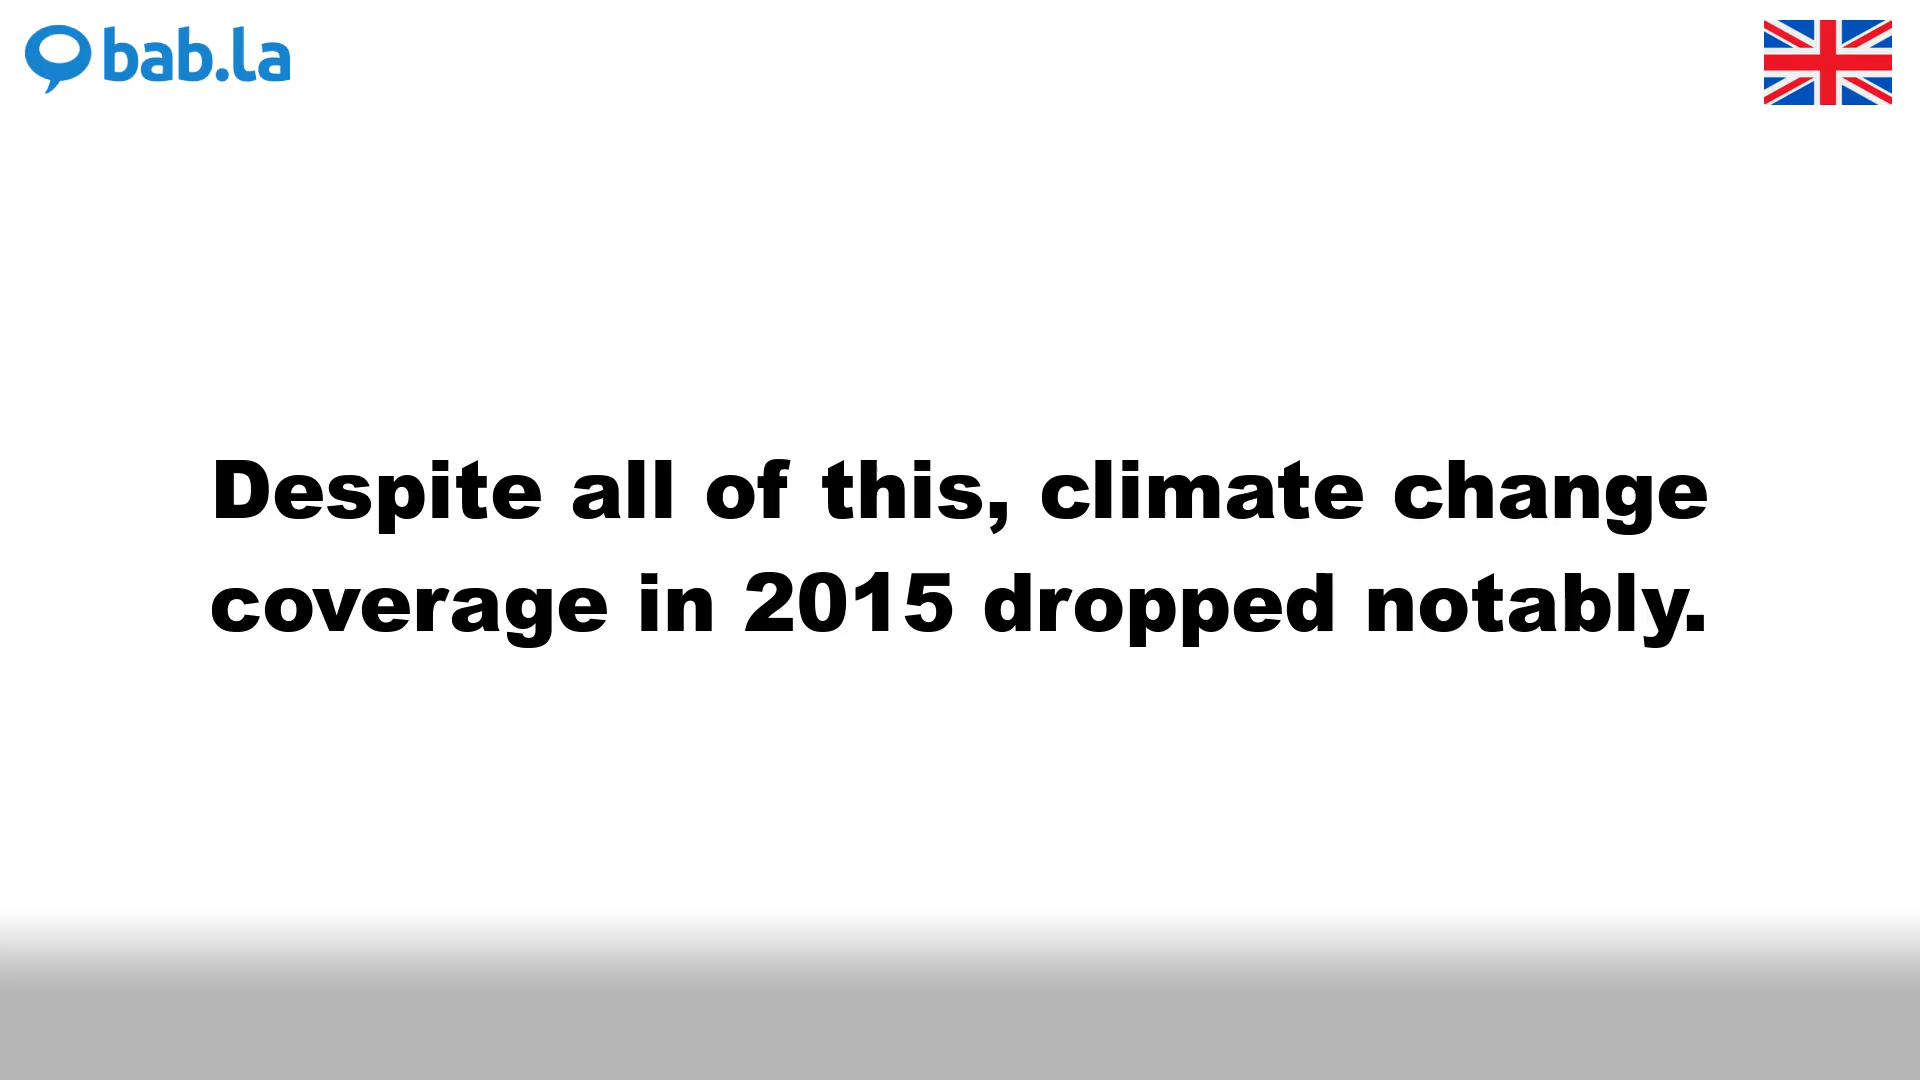 bab.la
Despite all of this, climate change
coverage in 2015 dropped notably.